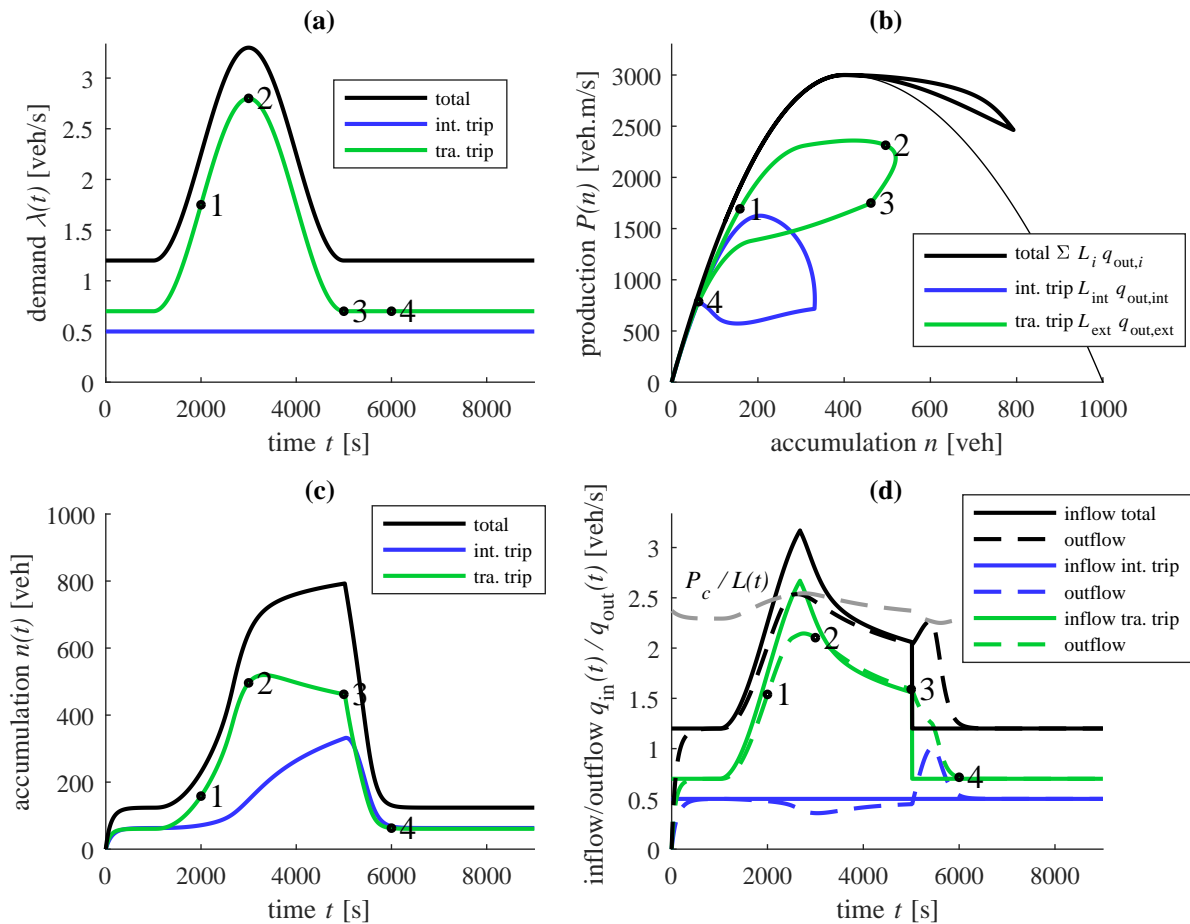 (a)
demand λ(t) [veh/s]
3
2.5
2
1.5
1
0.5
0
0 2000 4000 6000 8000
time t [s]
total
int. trip
tra. trip
1
2
3
4
(b)
production P(n) [veh.m/s]
3000
2500
2000
1500
1000
500
0
0 200 400 600 800 1000
accumulation n [veh]
total Σ L_i q_out,i
int. trip L_int q_out,int
tra. trip L_ext q_out,ext
1
2
3
4
(c)
accumulation n(t) [veh]
1000
800
600
400
200
0
0 2000 4000 6000 8000
time t [s]
total
int. trip
tra. trip
1
2
3
4
(d)
inflow/outflow q_in(t) / q_out(t) [veh/s]
3
2.5
2
1.5
1
0.5
0
0 2000 4000 6000 8000
time t [s]
P_c / L(t)
inflow total
outflow
inflow int. trip
outflow
inflow tra. trip
outflow
1
2
3
4